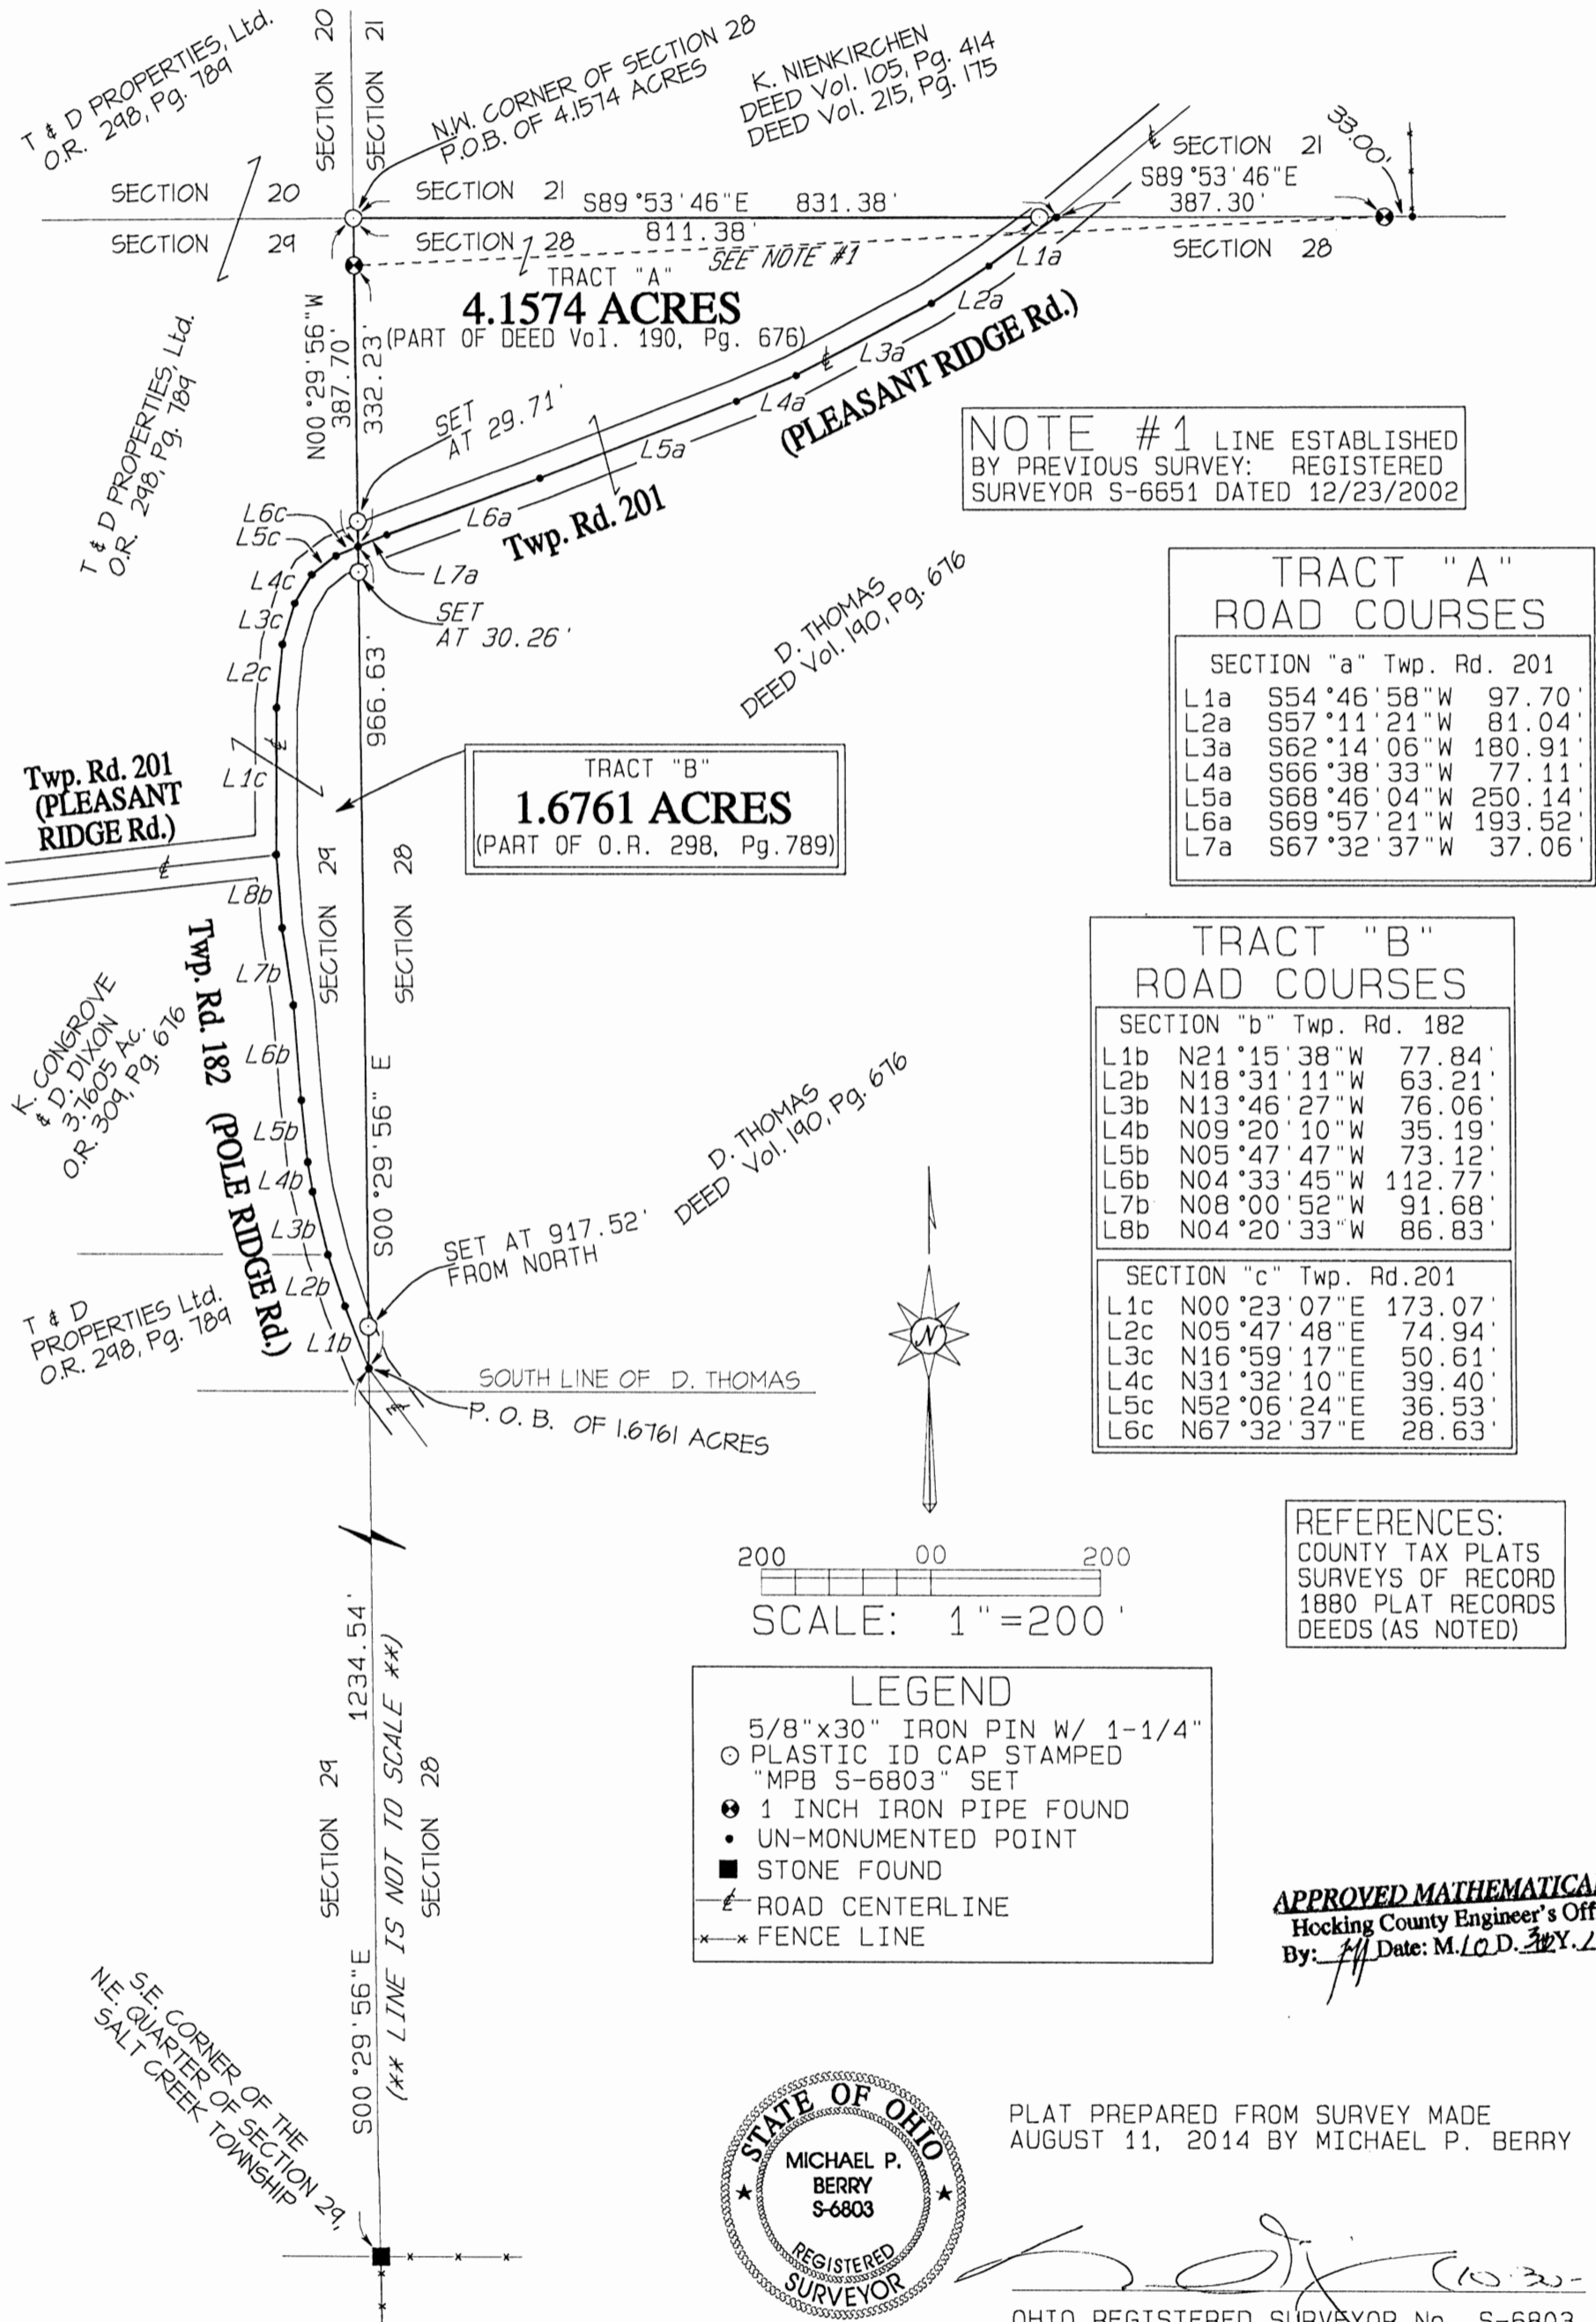 T & D PROPERTIES, Ltd.
O.R. 298, Pg. 789
SECTION 20
SECTION 21
N.W. CORNER OF SECTION 28
P.O.B. OF 4.1574 ACRES
K. NIENKIRCHEN
DEED Vol. 105, Pg. 414
DEED Vol. 215, Pg. 175
SECTION 20
SECTION 29
SECTION 21
S89°53'46"E 831.38'
SECTION 28
811.38'
SEE NOTE #1
℄
SECTION 21
S89°53'46"E
387.30'
33.00'
SECTION 28
TRACT "A"
4.1574 ACRES
(PART OF DEED Vol. 190, Pg. 676)
N00°29'56"W
387.70'
332.23'
T & D PROPERTIES, Ltd.
O.R. 298, Pg. 789
SET
AT 29.71'
L1a
L2a
L3a
℄
L4a
L5a
L6a
L7a
(PLEASANT RIDGE Rd.)
Twp. Rd. 201
NOTE #1 LINE ESTABLISHED
BY PREVIOUS SURVEY: REGISTERED
SURVEYOR S-6651 DATED 12/23/2002
L6c
L5c
L4c
L3c
L2c
L1c
℄
SET
AT 30.26'
966.63'
D. THOMAS
DEED Vol. 190, Pg. 676
TRACT "A"
ROAD COURSES
SECTION "a" Twp. Rd. 201
L1a S54°46'58"W 97.70'
L2a S57°11'21"W 81.04'
L3a S62°14'06"W 180.91'
L4a S66°38'33"W 77.11'
L5a S68°46'04"W 250.14'
L6a S69°57'21"W 193.52'
L7a S67°32'37"W 37.06'
Twp. Rd. 201
(PLEASANT
RIDGE Rd.)
℄
TRACT "B"
1.6761 ACRES
(PART OF O.R. 298, Pg.789)
SECTION 29
SECTION 28
L8b
L7b
L6b
L5b
L4b
L3b
L2b
L1b
Twp. Rd. 182 (POLE RIDGE Rd.)
K. CONGROVE
& D. DIXON
3.7605 Ac.
O.R. 309, Pg. 676
S00°29'56" E
D. THOMAS
DEED Vol. 190, Pg. 676
TRACT "B"
ROAD COURSES
SECTION "b" Twp. Rd. 182
L1b N21°15'38"W 77.84'
L2b N18°31'11"W 63.21'
L3b N13°46'27"W 76.06'
L4b N09°20'10"W 35.19'
L5b N05°47'47"W 73.12'
L6b N04°33'45"W 112.77'
L7b N08°00'52"W 91.68'
L8b N04°20'33"W 86.83'
SECTION "c" Twp. Rd.201
L1c N00°23'07"E 173.07'
L2c N05°47'48"E 74.94'
L3c N16°59'17"E 50.61'
L4c N31°32'10"E 39.40'
L5c N52°06'24"E 36.53'
L6c N67°32'37"E 28.63'
SET AT 917.52'
FROM NORTH
T & D
PROPERTIES Ltd.
O.R. 298, Pg. 789
℄
SOUTH LINE OF D. THOMAS
P. O. B. OF 1.6761 ACRES
N
200 00 200
SCALE: 1"=200'
REFERENCES:
COUNTY TAX PLATS
SURVEYS OF RECORD
1880 PLAT RECORDS
DEEDS (AS NOTED)
1234.54'
S00°29'56"E
(** LINE IS NOT TO SCALE **)
SECTION 29
SECTION 28
LEGEND
5/8"x30" IRON PIN W/ 1-1/4"
PLASTIC ID CAP STAMPED
"MPB S-6803" SET
1 INCH IRON PIPE FOUND
UN-MONUMENTED POINT
STONE FOUND
℄ ROAD CENTERLINE
x x FENCE LINE
APPROVED MATHEMATICA
Hocking County Engineer's Off
By: Date: M.10 D. Y.
S.E. CORNER OF THE
N.E. QUARTER OF SECTION 29,
SALT CREEK TOWNSHIP
STATE OF OHIO
MICHAEL P.
BERRY
S-6803
REGISTERED
SURVEYOR
PLAT PREPARED FROM SURVEY MADE
AUGUST 11, 2014 BY MICHAEL P. BERRY
(10-30-
OHIO REGISTERED SURVEYOR No. S-6803